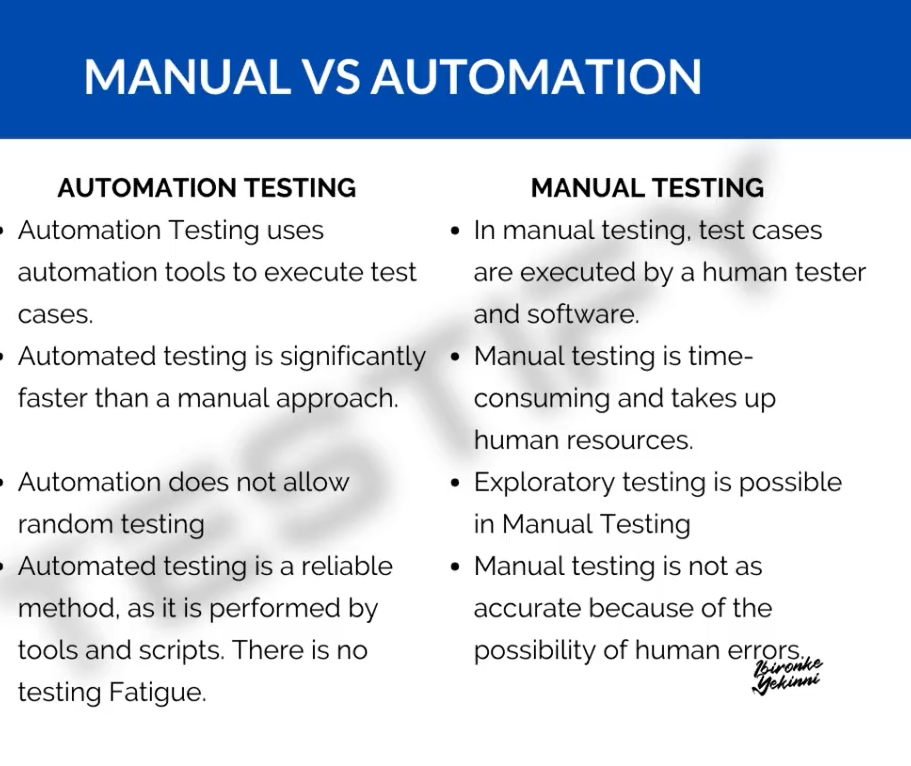 MANUAL VS AUTOMATION
AUTOMATION TESTING
• Automation Testing uses
automation tools to execute test
cases.
• Automated testing is significantly
faster than a manual approach.
• Automation does not allow
random testing
• Automated testing is a reliable
method, as it is performed by
tools and scripts. There is no
testing Fatigue.
MANUAL TESTING
• In manual testing, test cases
are executed by a human tester
and software.
• Manual testing is time-
consuming and takes up
human resources.
• Exploratory testing is possible
in Manual Testing
• Manual testing is not as
accurate because of the
possibility of human errors.
Ibironke
Yekinni
TESTIFY